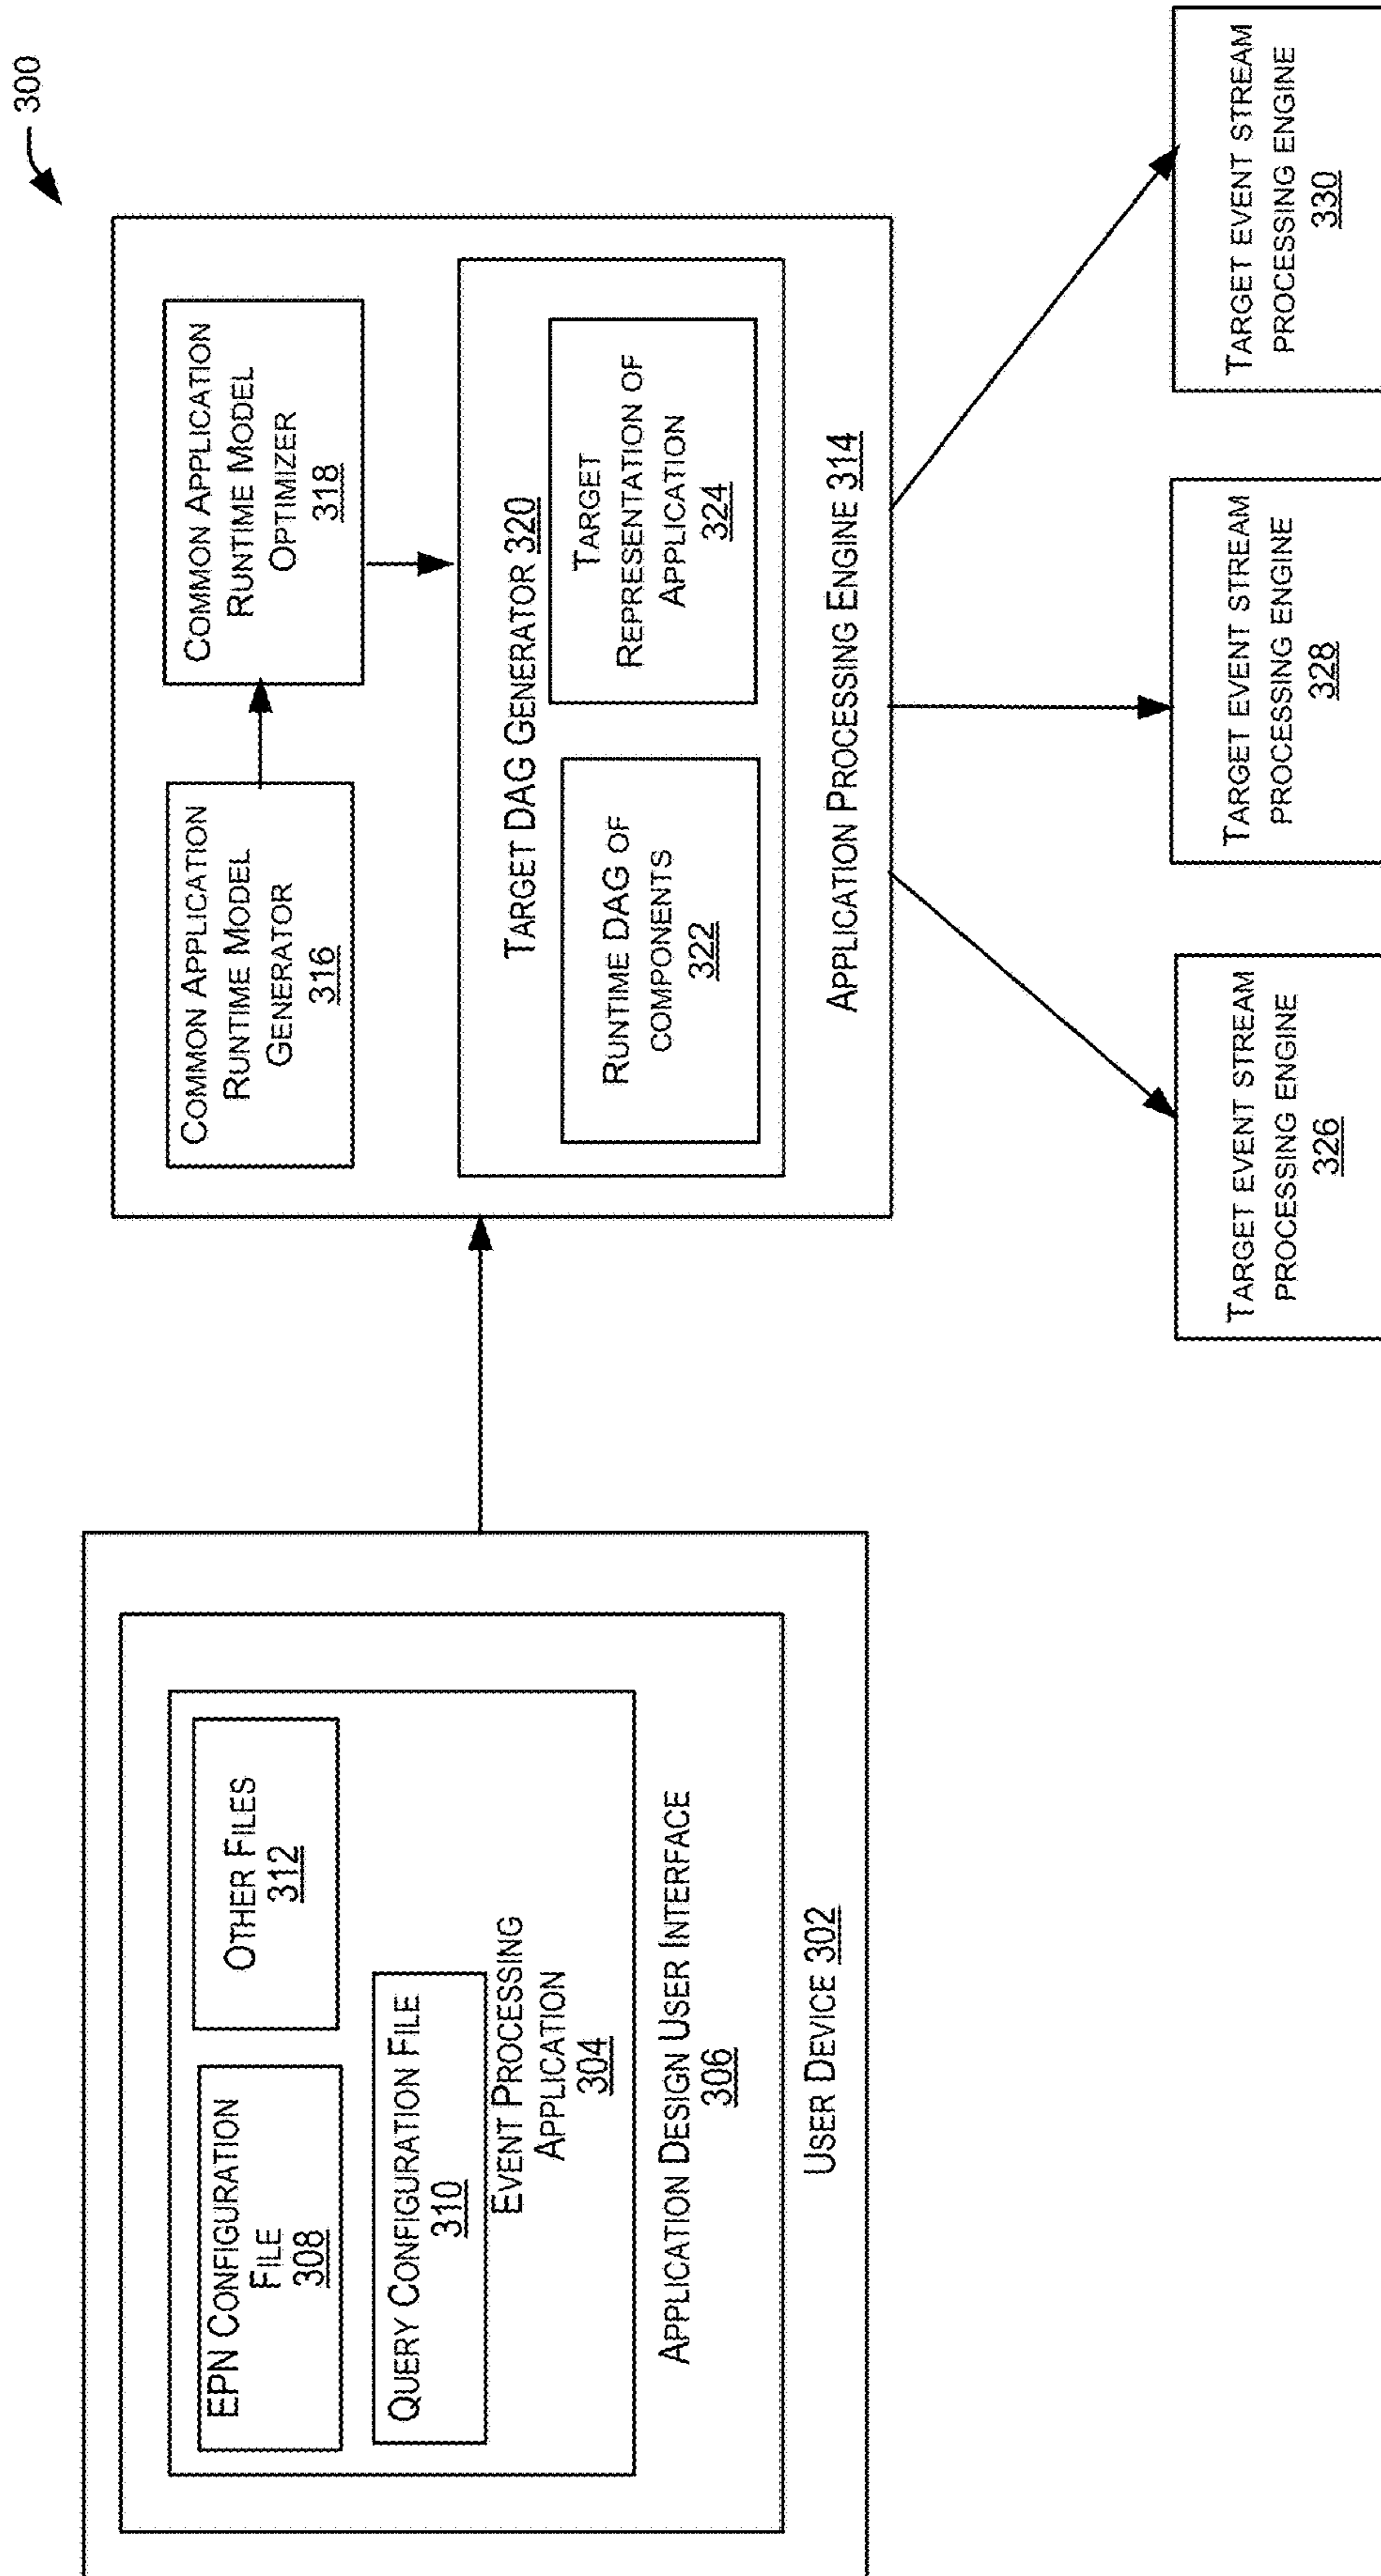 300
EPN CONFIGURATION
FILE
308
OTHER FILES
312
QUERY CONFIGURATION FILE
310
EVENT PROCESSING
APPLICATION
304
APPLICATION DESIGN USER INTERFACE
306
USER DEVICE 302
COMMON APPLICATION
RUNTIME MODEL
GENERATOR
316
COMMON APPLICATION
RUNTIME MODEL
OPTIMIZER
318
TARGET DAG GENERATOR 320
RUNTIME DAG OF
COMPONENTS
322
TARGET
REPRESENTATION OF
APPLICATION
324
APPLICATION PROCESSING ENGINE 314
TARGET EVENT STREAM
PROCESSING ENGINE
326
TARGET EVENT STREAM
PROCESSING ENGINE
328
TARGET EVENT STREAM
PROCESSING ENGINE
330